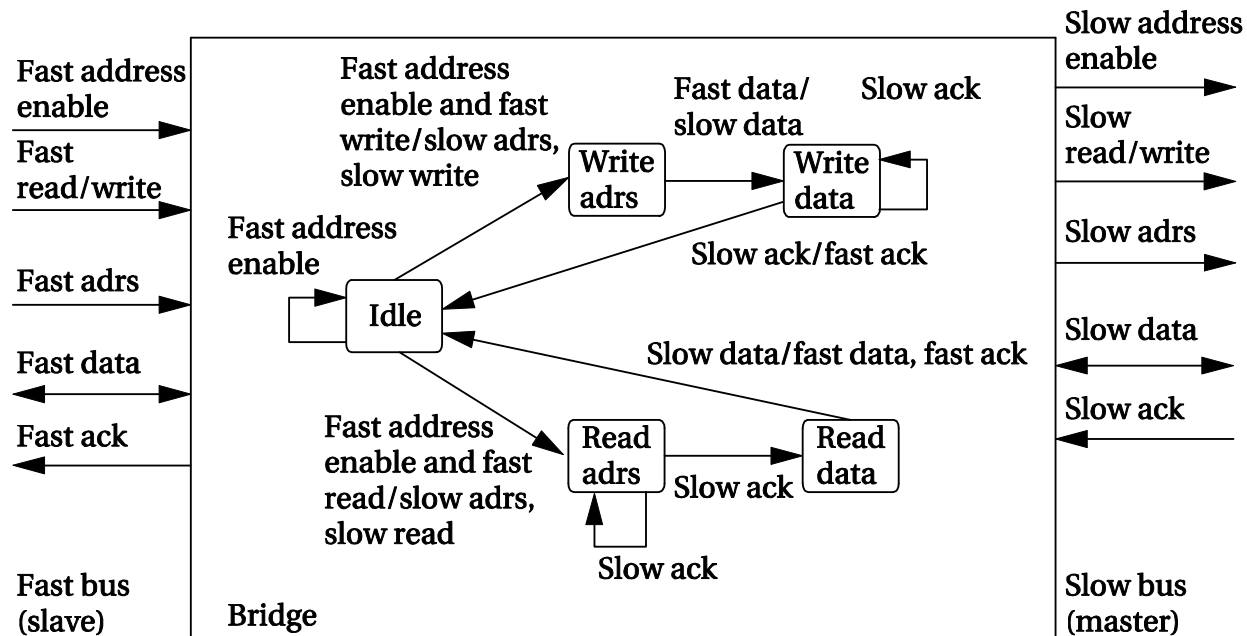 Fast address
enable
Fast
read/write
Fast adrs
Fast data
Fast ack
Fast bus
(slave)
Fast address
enable and fast
write/slow adrs,
slow write
Fast data/
slow data
Slow ack
Write
adrs
Write
data
Fast address
enable
Slow ack/fast ack
Idle
Slow data/fast data, fast ack
Fast address
enable and fast
read/slow adrs,
slow read
Read
adrs
Slow ack
Read
data
Slow ack
Bridge
Slow address
enable
Slow
read/write
Slow adrs
Slow data
Slow ack
Slow bus
(master)